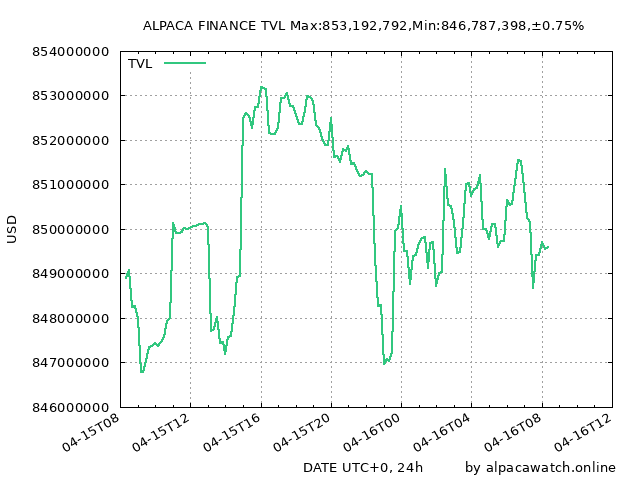 ALPACA FINANCE TVL Max:853,192,792,Min:846,787,398,±0.75%
854000000
TVL
853000000
852000000
851000000
850000000
USD
849000000
848000000
847000000
846000000
04-15T08 04-15T12 04-15T16 04-15T20 04-16T00 04-16T04 04-16T08 04-16T12
DATE UTC+0, 24h by alpacawatch.online